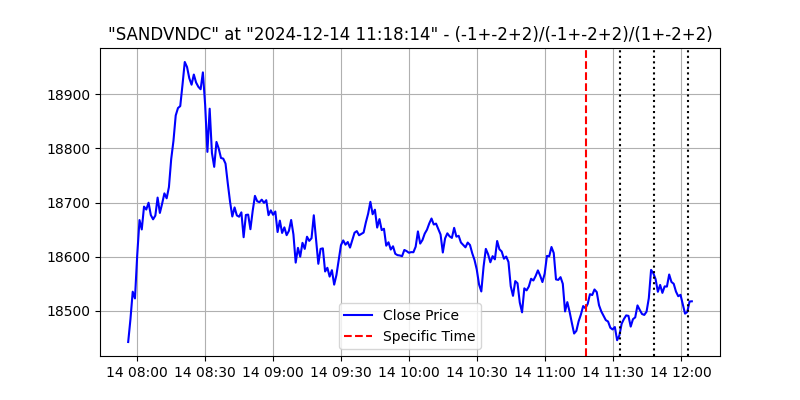 "SANDVNDC" at "2024-12-14 11:18:14" - (-1+-2+2)/(-1+-2+2)/(1+-2+2)
18900
18800
18700
18600
18500
Close Price
Specific Time
14 08:00 14 08:30 14 09:00 14 09:30 14 10:00 14 10:30 14 11:00 14 11:30 14 12:00